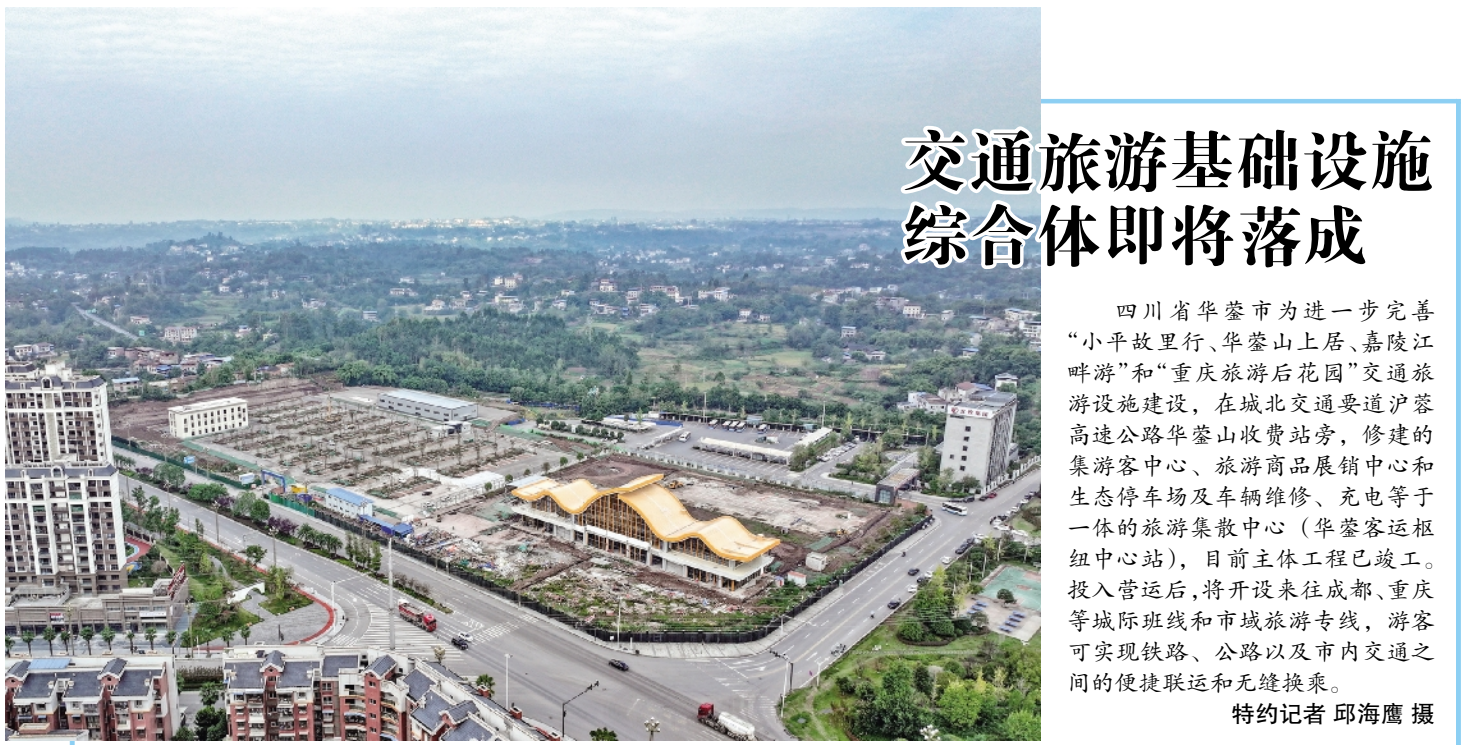 交通旅游基础设施
综合体即将落成
四川省华蓥市为进一步完善
“小平故里行、华蓥山上居、嘉陵江
畔游”和“重庆旅游后花园”交通旅
游设施建设，在城北交通要道沪蓉
高速公路华蓥山收费站旁，修建的
集游客中心、旅游商品展销中心和
生态停车场及车辆维修、充电等于
一体的旅游集散中心（华蓥客运枢
纽中心站），目前主体工程已竣工。
投入营运后，将开设来往成都、重庆
等城际班线和市域旅游专线，游客
可实现铁路、公路以及市内交通之
间的便捷联运和无缝换乘。
特约记者 邱海鹰 摄